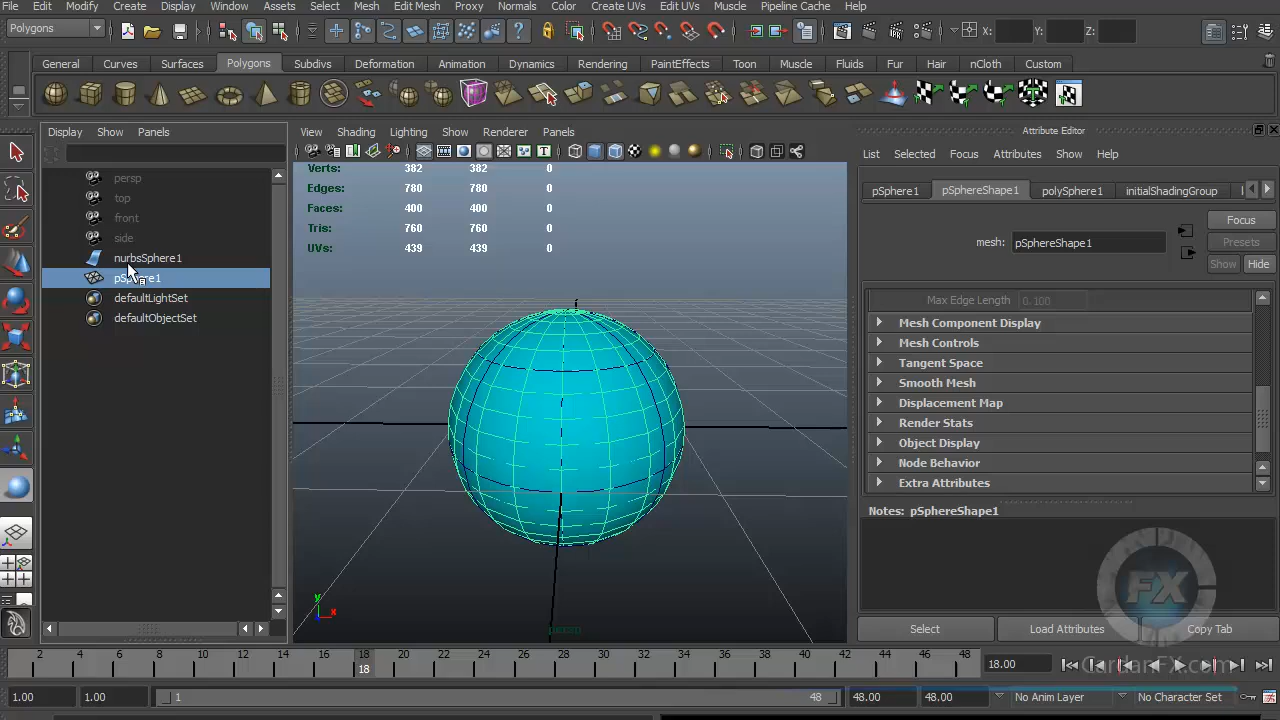 File Edit Modify Create Display Window Assets Select Mesh Edit Mesh Proxy Normals Color Create UVs Edit UVs Muscle Pipeline Cache Help
Polygons X: Y: Z:
General Curves Surfaces Polygons Subdivs Deformation Animation Dynamics Rendering PaintEffects Toon Muscle Fluids Fur Hair nCloth Custom
Display Show Panels
View Shading Lighting Show Renderer Panels
Attribute Editor
List Selected Focus Attributes Show Help
persp
top
front
side
nurbsSphere1
pSphere1
defaultLightSet
defaultObjectSet
Verts: 382 382 0
Edges: 780 780 0
Faces: 400 400 0
Tris: 760 760 0
UVs: 439 439 0
y
x
persp
pSphere1 pSphereShape1 polySphere1 initialShadingGroup
Focus
mesh: pSphereShape1 Presets
Show Hide
Max Edge Length 0.100
Mesh Component Display
Mesh Controls
Tangent Space
Smooth Mesh
Displacement Map
Render Stats
Object Display
Node Behavior
Extra Attributes
Notes: pSphereShape1
FX
Select Load Attributes Copy Tab
2 4 6 8 10 12 14 16 18 20 22 24 26 28 30 32 34 36 38 40 42 44 46 48
18
18.00
CardanFX.com
1.00 1.00 1 48 48.00 48.00 No Anim Layer No Character Set